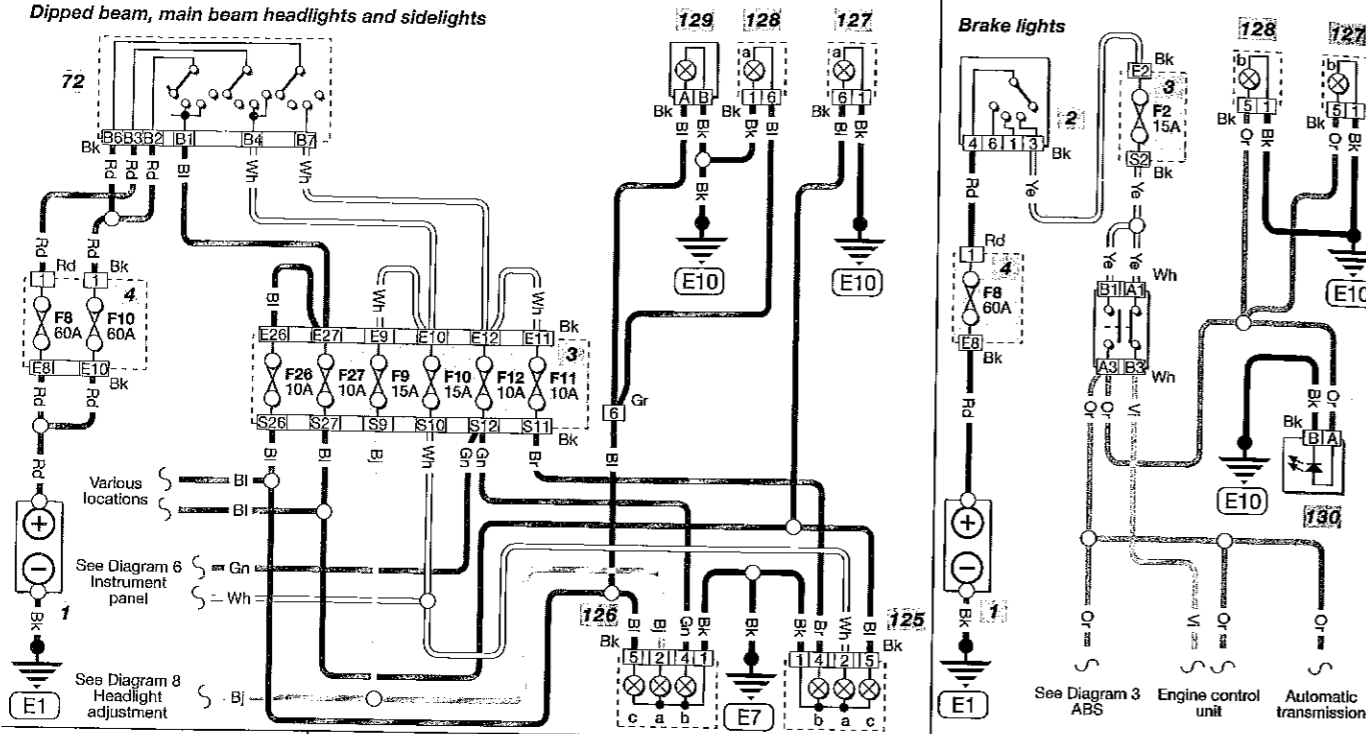 Dipped beam, main beam headlights and sidelights
72
B6 B3 B2 B1 B4 B7
Bk
Rd Rd Rd Bl Wh Wh
Rd Rd
Rd Bk
1 1 4
F8 60A
F10 60A
E8 E10 Bk
Rd Rd
Rd
+
−
1
Bk
E1
Bl Wh Wh
E26 E27 E9 E10 E12 E11 Bk
3
F26 10A
F27 10A
F9 15A
F10 15A
F12 10A
F11 10A
S26 S27 S9 S10 S12 S11 Bk
Bl Bl Bj Wh Gn Gn Br
Various locations
Bl
Bl
See Diagram 6 Instrument panel
Gn
Wh
See Diagram 8 Headlight adjustment
Bj
129 128 127
a a
A B 1 6 6 1
Bk Bk Bk
Bl Bk Bl Bl Bk
Bk
E10
E10
6 Gr
Bl
126
Bk
Bl Bj Gn Bk
5 2 4 1
c a b
Bk
E7
125
Bk
Bk Br Wh Bl
1 4 2 5
b a c
Brake lights
2
4 6 1 3
Bk
Rd Ye
Rd
1
4
F8 60A
E8
Bk
Rd
+
−
1
Bk
E1
E2 Bk
3
F2 15A
S2
Bk
Ye
Ye Ye
Wh
B1 A1
A3 B3
Wh
Or Or Vi
128 127
b b
5 1 5 1
Bk Bk
Or Bk Or Bk
E10
Bk Or
Bk
B A
E10
130
Or Vi Or Or
See Diagram 3 ABS
Engine control unit
Automatic transmission